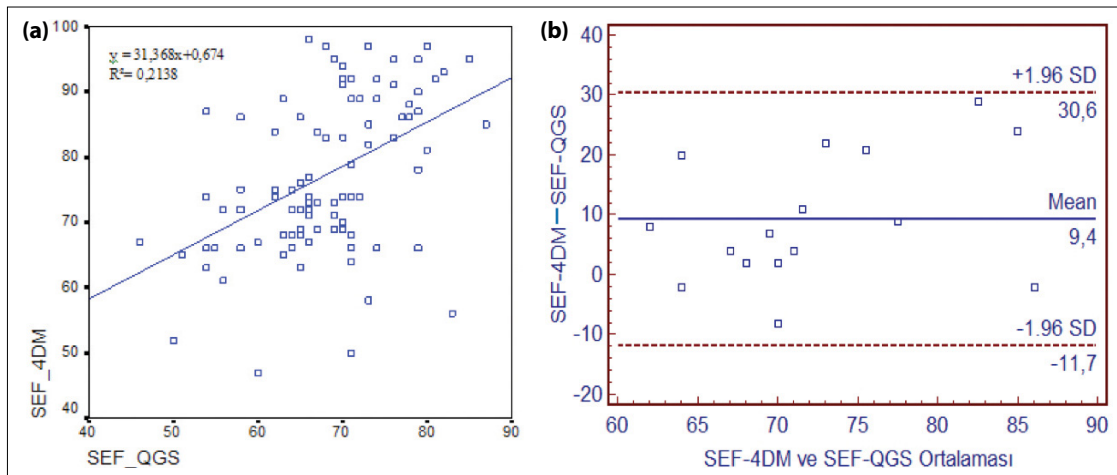 (a)
y = 31,368x+0,674
R²= 0,2138
100
90
80
70
60
50
40
SEF_4DM
40 50 60 70 80 90
SEF_QGS
(b)
40
30
20
10
0
-10
-20
SEF-4DM−SEF-QGS
+1.96 SD
30,6
Mean
9,4
-1.96 SD
-11,7
60 65 70 75 80 85 90
SEF-4DM ve SEF-QGS Ortalaması